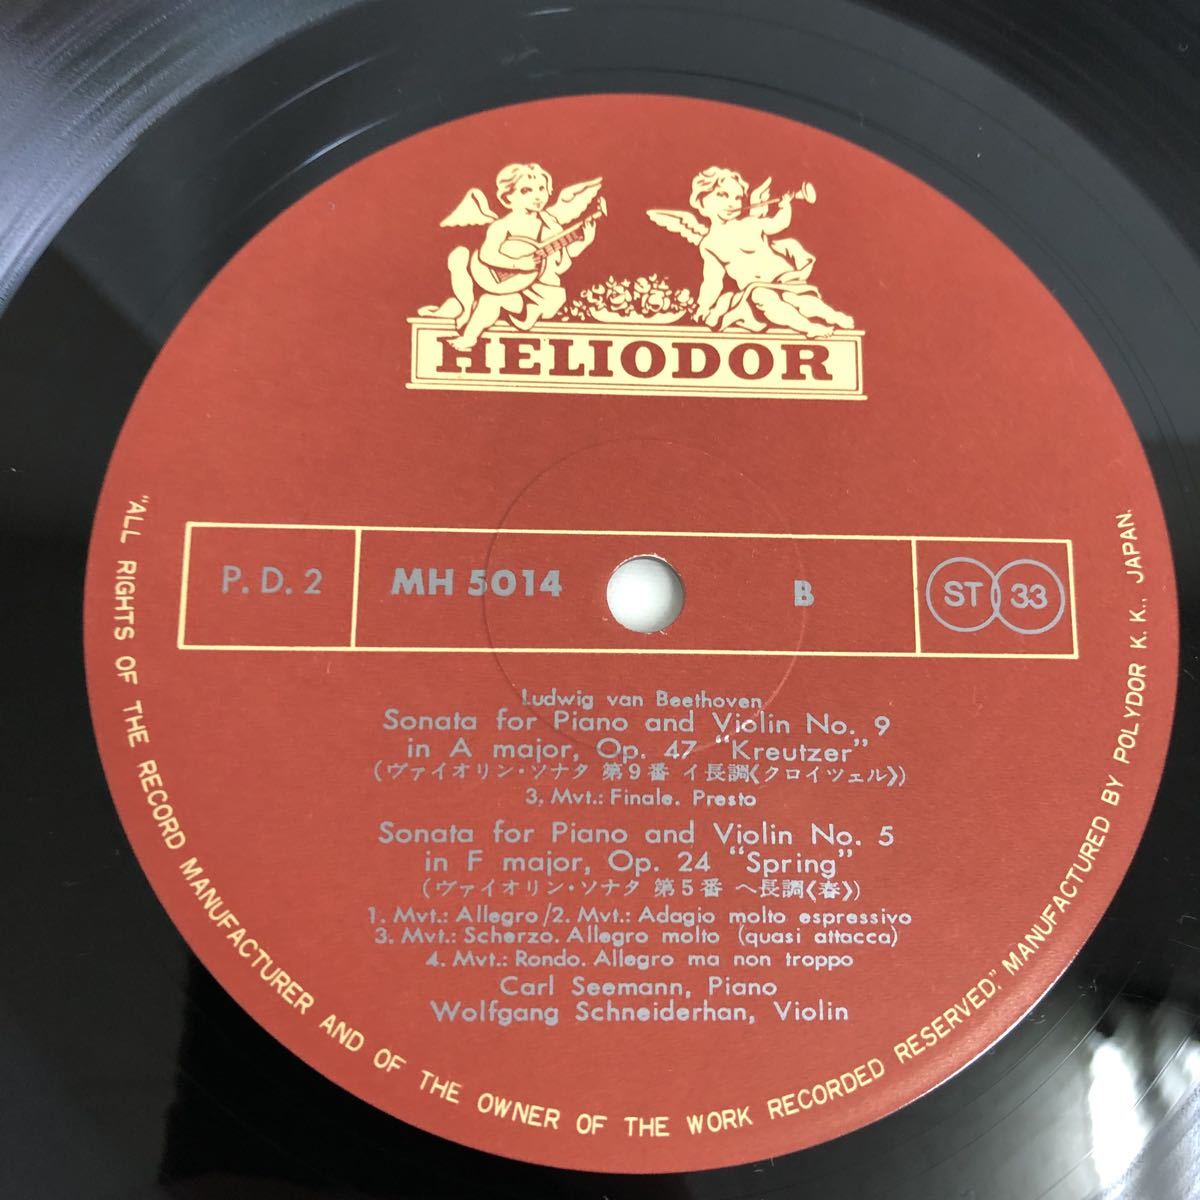 HELIODOR
P. D. 2
MH 5014
B
ST 33
Ludwig van Beethoven
Sonata for Piano and Violin No. 9
in A major, Op. 47 "Kreutzer"
(ヴァイオリン・ソナタ 第9番 イ長調《クロイツェル》)
3. Mvt.: Finale. Presto
Sonata for Piano and Violin No. 5
in F major, Op. 24 "Spring"
(ヴァイオリン・ソナタ 第5番 ヘ長調《春》)
1. Mvt.: Allegro/2. Mvt.: Adagio molto espressivo
3. Mvt.: Scherzo. Allegro molto (quasi attacca)
4. Mvt.: Rondo. Allegro ma non troppo
Carl Seemann, Piano
Wolfgang Schneiderhan, Violin
"ALL RIGHTS OF THE RECORD MANUFACTURER AND OF THE OWNER OF THE WORK RECORDED RESERVED," MANUFACTURED BY POLYDOR K. K., JAPAN.